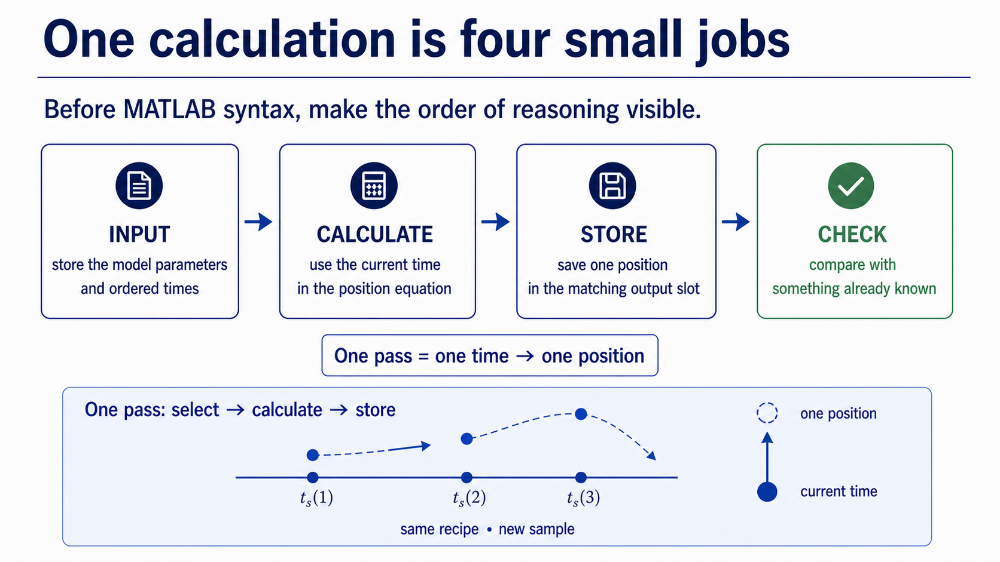 One calculation is four small jobs
Before MATLAB syntax, make the order of reasoning visible.
INPUT
store the model parameters
and ordered times
CALCULATE
use the current time
in the position equation
STORE
save one position
in the matching output slot
CHECK
compare with
something already known
One pass = one time → one position
One pass: select → calculate → store
one position
current time
tₛ(1)
tₛ(2)
tₛ(3)
same recipe • new sample